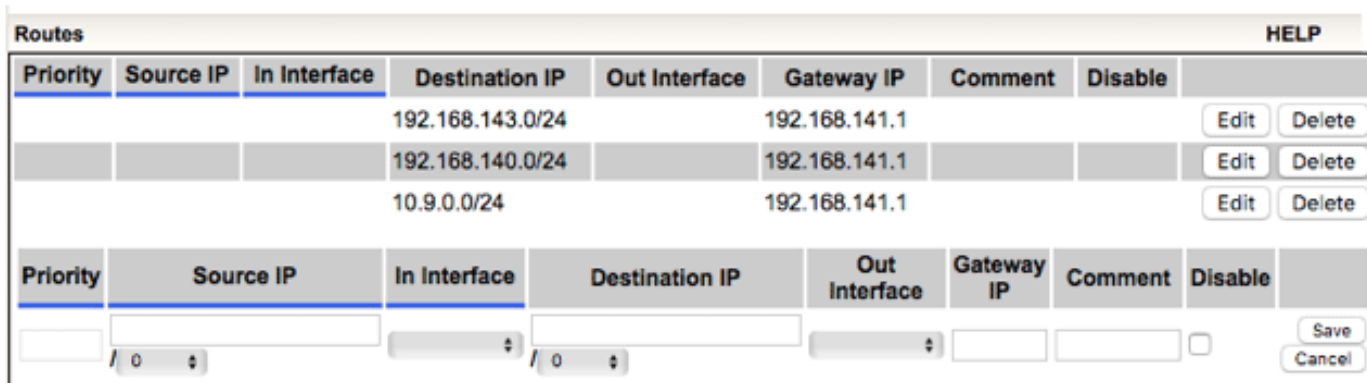 Routes HELP
Priority Source IP In Interface Destination IP Out Interface Gateway IP Comment Disable
192.168.143.0/24 192.168.141.1 Edit Delete
192.168.140.0/24 192.168.141.1 Edit Delete
10.9.0.0/24 192.168.141.1 Edit Delete
Priority Source IP In Interface Destination IP Out Interface Gateway IP Comment Disable
/ 0 / 0 Save
Cancel